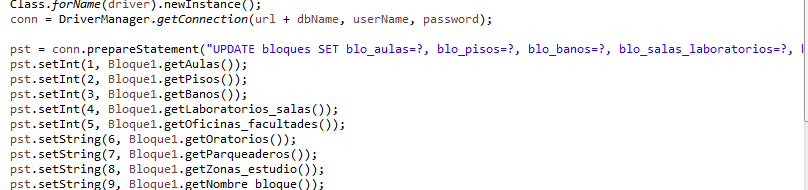 Class.forName(driver).newInstance();
conn = DriverManager.getConnection(url + dbName, userName, password);
pst = conn.prepareStatement("UPDATE bloques SET blo_aulas=?, blo_pisos=?, blo_banos=?, blo_salas_laboratorios=?,
pst.setInt(1, Bloque1.getAulas());
pst.setInt(2, Bloque1.getPisos());
pst.setInt(3, Bloque1.getBanos());
pst.setInt(4, Bloque1.getLaboratorios_salas());
pst.setInt(5, Bloque1.getOficinas_facultades());
pst.setString(6, Bloque1.getOratorios());
pst.setString(7, Bloque1.getParqueaderos());
pst.setString(8, Bloque1.getZonas_estudio());
pst.setString(9, Bloque1.getNombre_bloque());